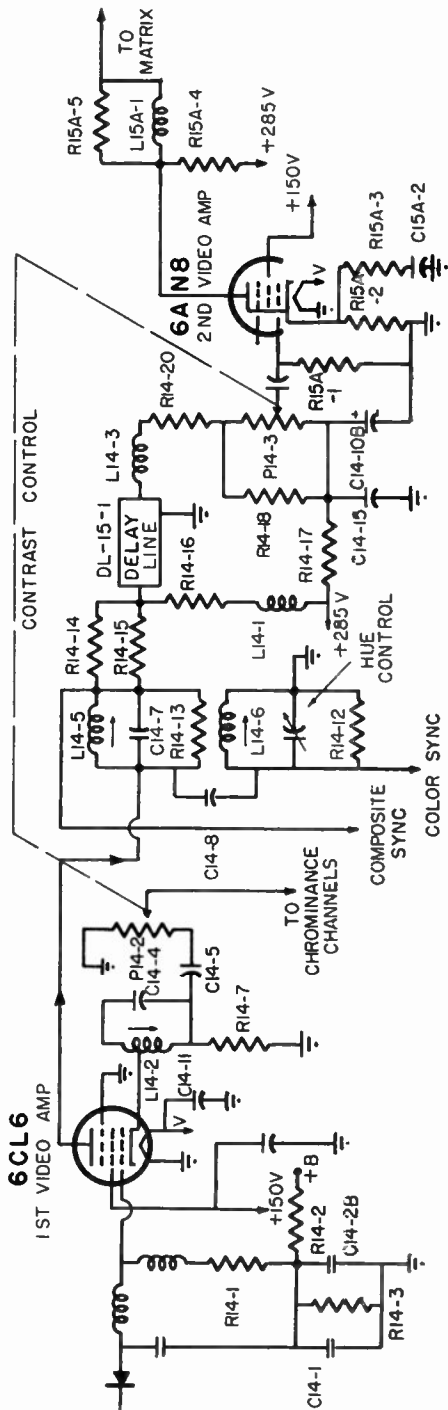 CONTRAST CONTROL
6CL6
1ST VIDEO AMP
6AN8
2ND VIDEO AMP
TO
MATRIX
R15A-5
L15A-1
R15A-4
+285V
+150V
V
R15A-3
C15A-2
R15A
-2
R15A
-1
R14-20
L14-3
DL-15-1
DELAY
LINE
R14-16
P14-3
C14-10B
+
R14-18
C14-15
R14-17
L14-1
+285V
HUE
CONTROL
R14-14
R14-15
L14-5
C14-7
R14-13
L14-6
R14-12
C14-8
COMPOSITE
SYNC
COLOR SYNC
TO
CHROMINANCE
CHANNELS
P14-2
C14-4
C14-5
L14-2
R14-7
C14-11
V
+150V
+B
R14-2
C14-2B
R14-1
R14-3
C14-1